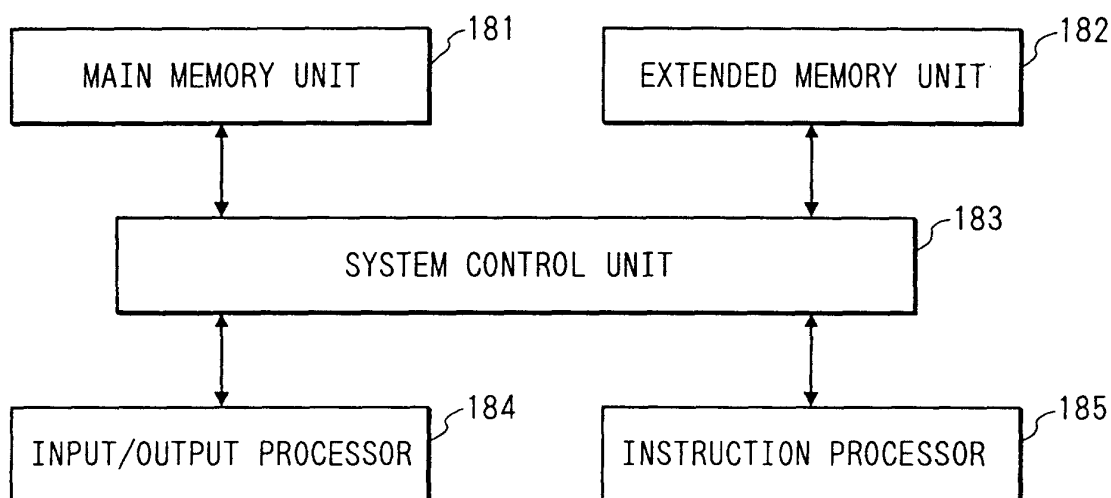 181
MAIN MEMORY UNIT
182
EXTENDED MEMORY UNIT
183
SYSTEM CONTROL UNIT
184
INPUT/OUTPUT PROCESSOR
185
INSTRUCTION PROCESSOR